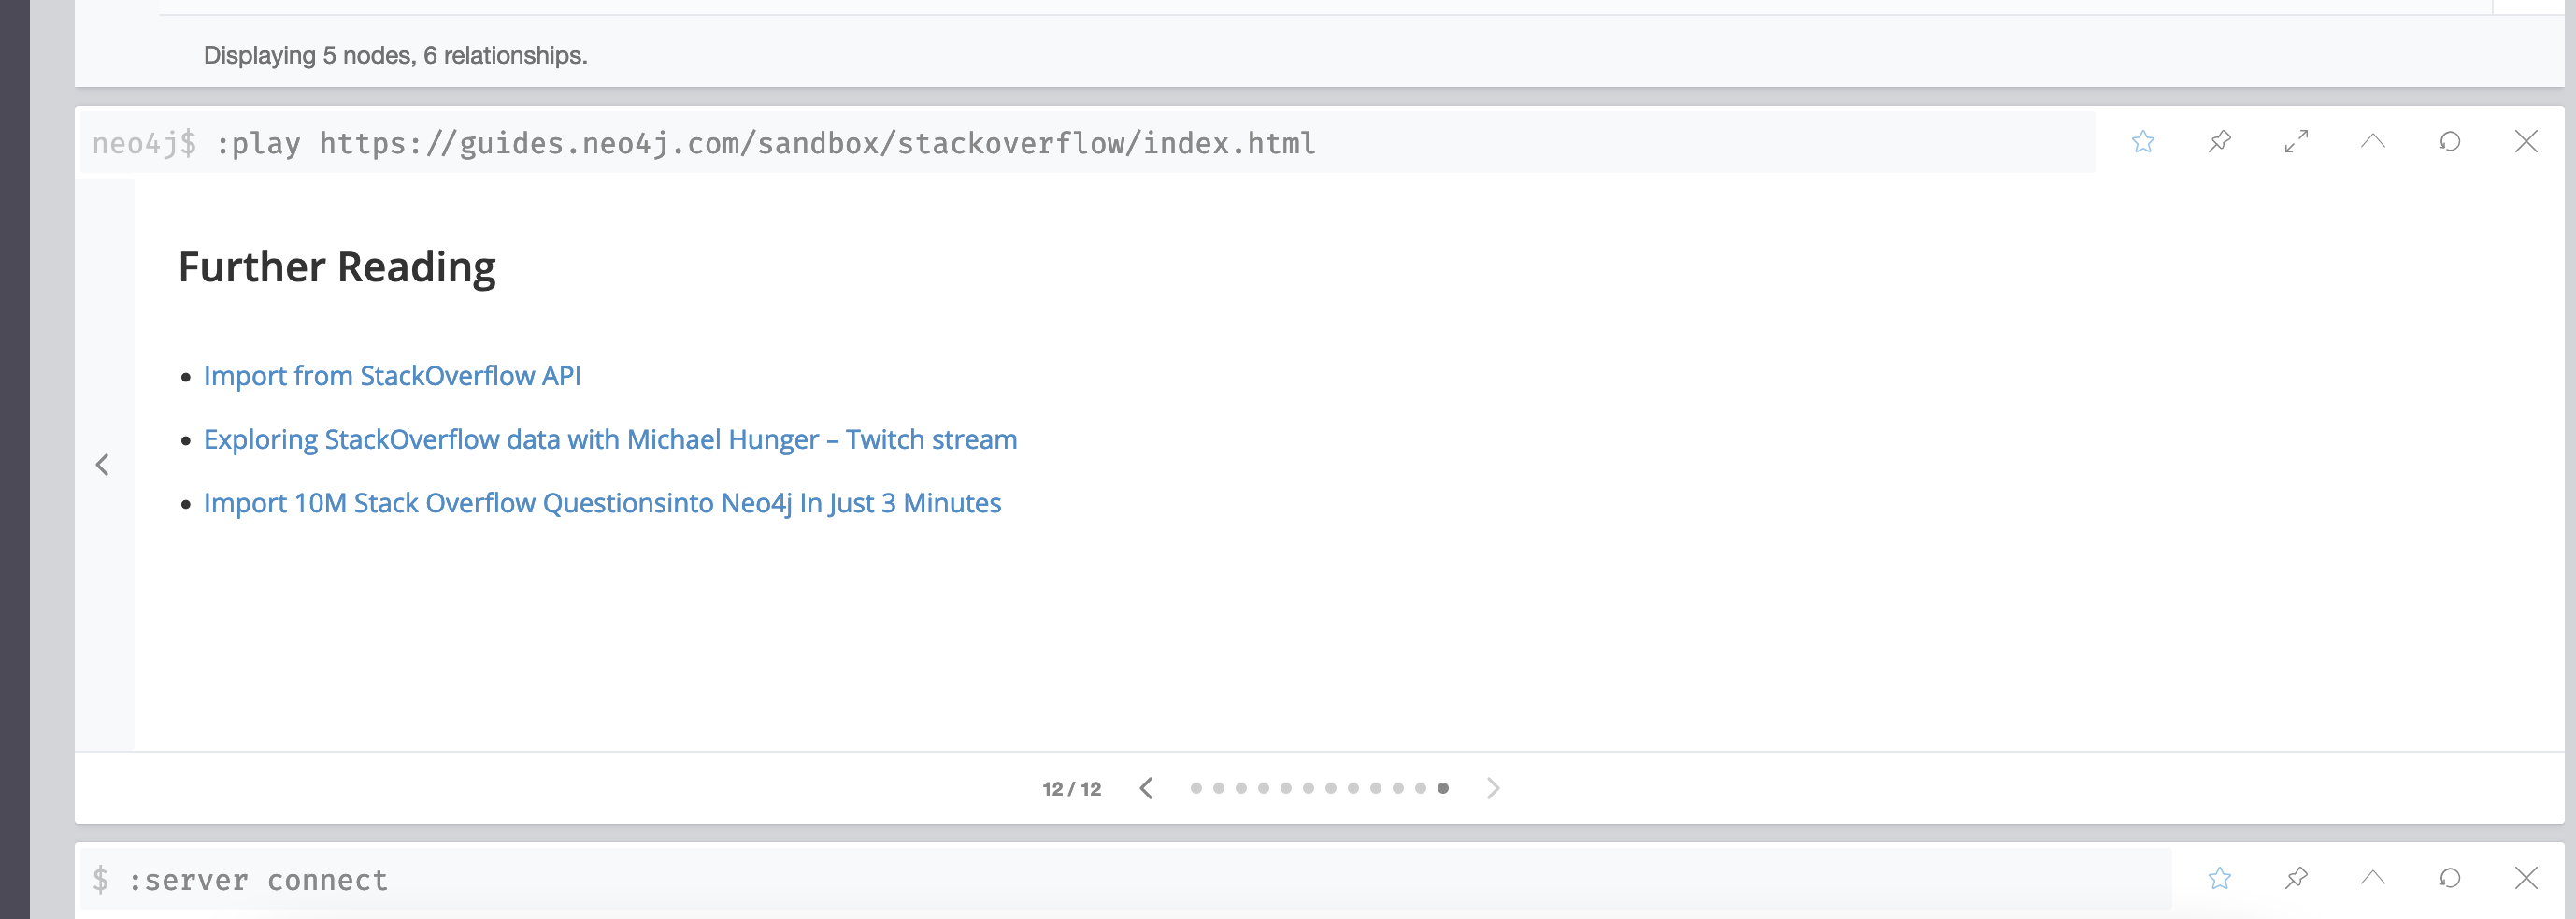 Displaying 5 nodes, 6 relationships.
neo4j$ :play https://guides.neo4j.com/sandbox/stackoverflow/index.html
Further Reading
• Import from StackOverflow API
• Exploring StackOverflow data with Michael Hunger – Twitch stream
• Import 10M Stack Overflow Questionsinto Neo4j In Just 3 Minutes
12 / 12
$ :server connect